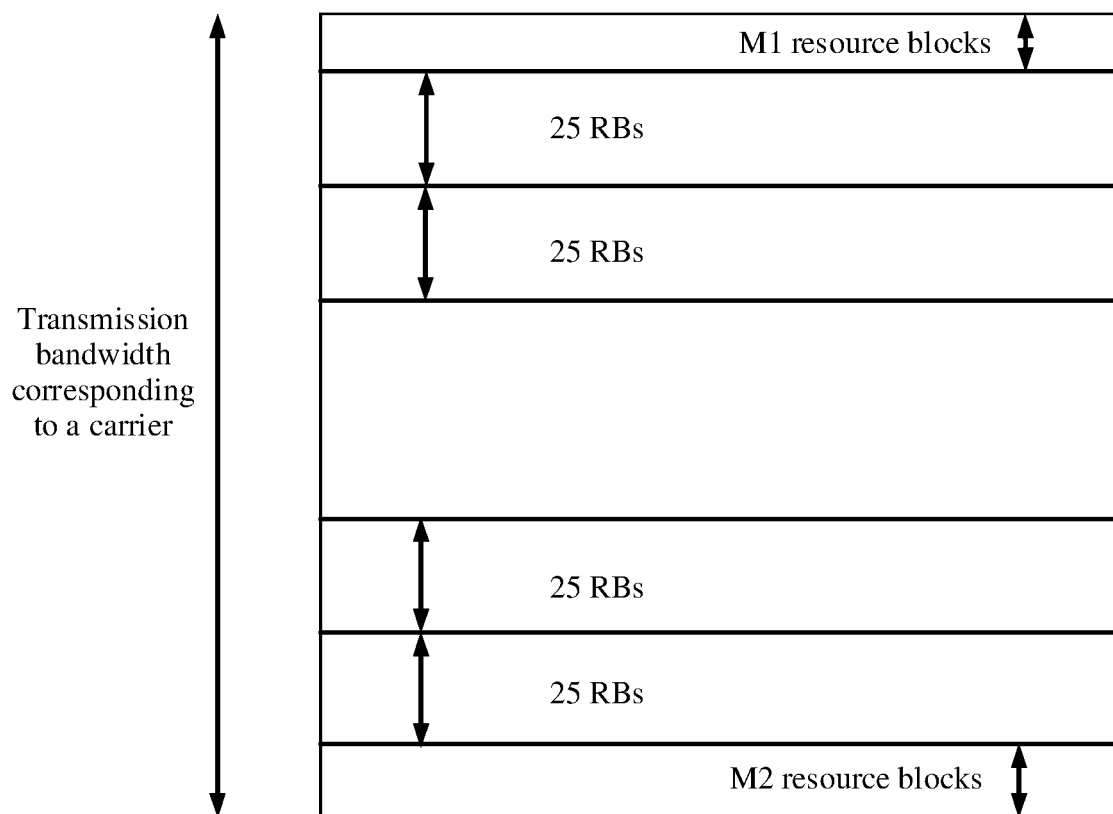 M1 resource blocks
25 RBs
25 RBs
Transmission
bandwidth
corresponding
to a carrier
25 RBs
25 RBs
M2 resource blocks